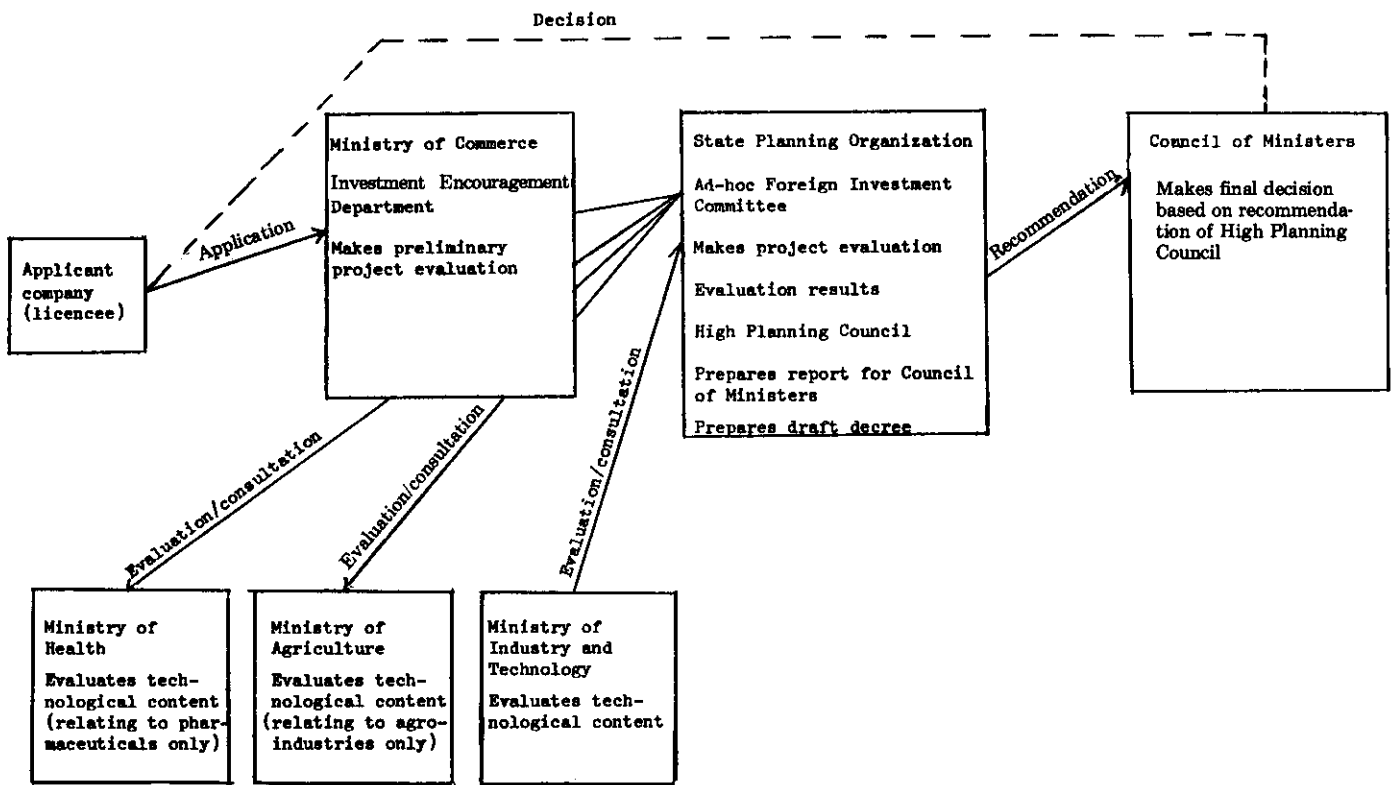 Decision
Applicant
company
(licencee)
Application
Ministry of Commerce
Investment Encouragement
Department
Makes preliminary
project evaluation
State Planning Organization
Ad-hoc Foreign Investment
Committee
Makes project evaluation
Evaluation results
High Planning Council
Prepares report for Council
of Ministers
Prepares draft decree
Recommendation
Council of Ministers
Makes final decision
based on recommenda-
tion of High Planning
Council
Evaluation/consultation
Evaluation/consultation
Evaluation/consultation
Ministry of
Health
Evaluates tech-
nological content
(relating to phar-
maceuticals only)
Ministry of
Agriculture
Evaluates tech-
nological content
(relating to agro-
industries only)
Ministry of
Industry and
Technology
Evaluates tech-
nological content